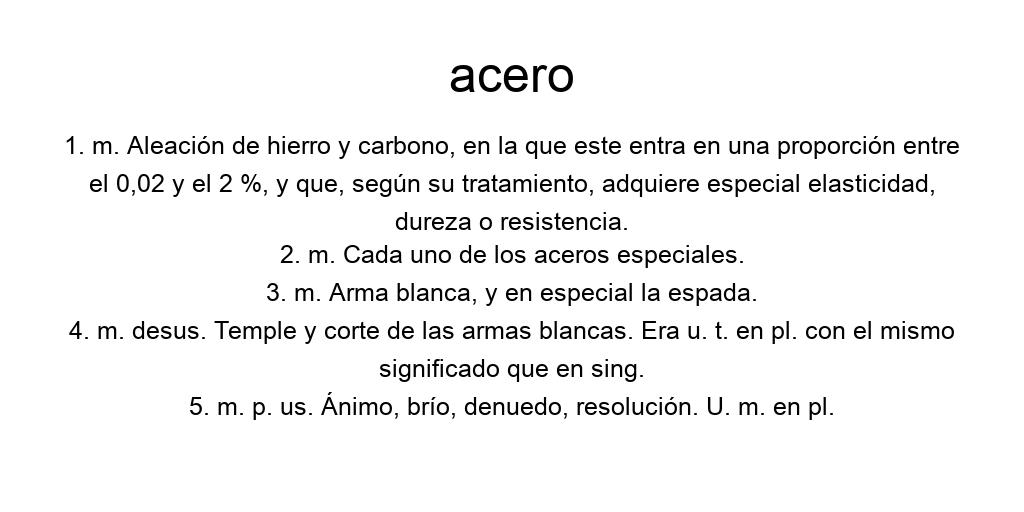 acero
1. m. Aleación de hierro y carbono, en la que este entra en una proporción entre
el 0,02 y el 2 %, y que, según su tratamiento, adquiere especial elasticidad,
dureza o resistencia.
2. m. Cada uno de los aceros especiales.
3. m. Arma blanca, y en especial la espada.
4. m. desus. Temple y corte de las armas blancas. Era u. t. en pl. con el mismo
significado que en sing.
5. m. p. us. Ánimo, brío, denuedo, resolución. U. m. en pl.